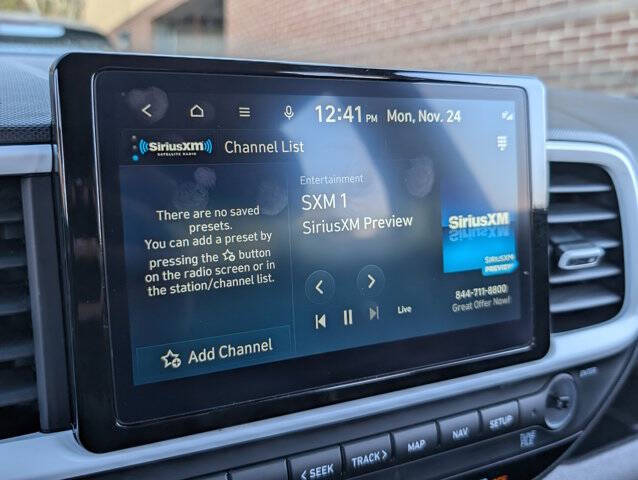 12:41 PM Mon, Nov. 24
((SiriusXM))
SATELLITE RADIO
Channel List
There are no saved
presets.
You can add a preset by
pressing the button
on the radio screen or in
the station/channel list.
Add Channel
Entertainment
SXM 1
SiriusXM Preview
Live
SiriusXM
SIRIUSXM
PREVIEW
844-711-8800
Great Offer Now!
< SEEK
TRACK >
MAP
NAV
SETUP
ENTER